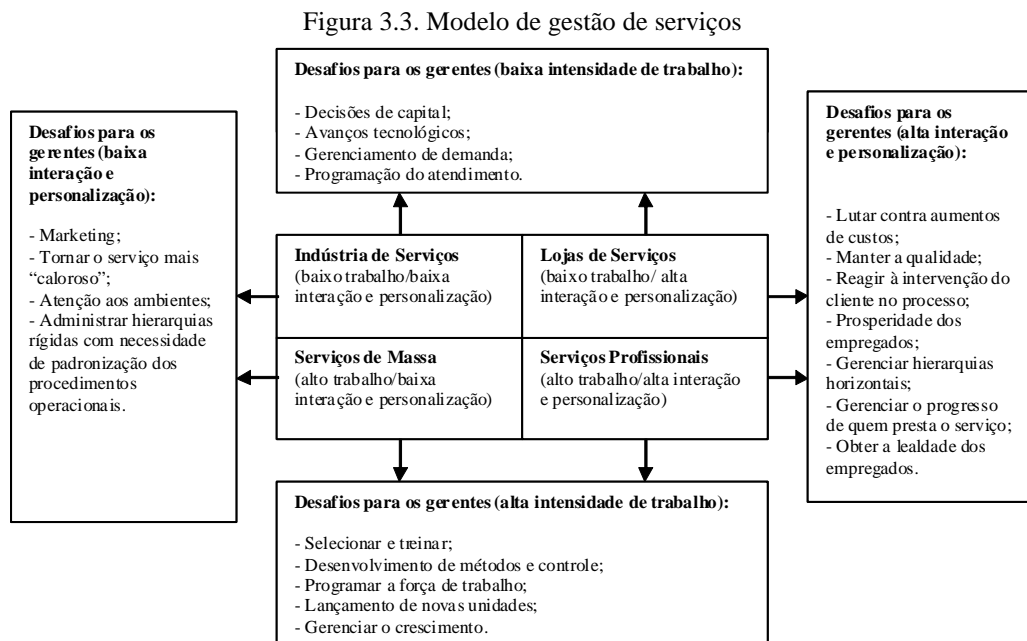 Figura 3.3. Modelo de gestão de serviços
Desafios para os gerentes (baixa intensidade de trabalho):
- Decisões de capital;
- Avanços tecnológicos;
- Gerenciamento de demanda;
- Programação do atendimento.
Desafios para os
gerentes (baixa
interação e
personalização):
- Marketing;
- Tornar o serviço mais
“caloroso”;
- Atenção aos ambientes;
- Administrar hierarquias
rígidas com necessidade
de padronização dos
procedimentos
operacionais.
Indústria de Serviços
(baixo trabalho/baixa
interação e personalização)
Lojas de Serviços
(baixo trabalho/ alta
interação e personalização)
Serviços de Massa
(alto trabalho/baixa
interação e personalização)
Serviços Profissionais
(alto trabalho/alta interação
e personalização)
Desafios para os
gerentes (alta interação
e personalização):
- Lutar contra aumentos
de custos;
- Manter a qualidade;
- Reagir à intervenção do
cliente no processo;
- Prosperidade dos
empregados;
- Gerenciar hierarquias
horizontais;
- Gerenciar o progresso
de quem presta o serviço;
- Obter a lealdade dos
empregados.
Desafios para os gerentes (alta intensidade de trabalho):
- Selecionar e treinar;
- Desenvolvimento de métodos e controle;
- Programar a força de trabalho;
- Lançamento de novas unidades;
- Gerenciar o crescimento.